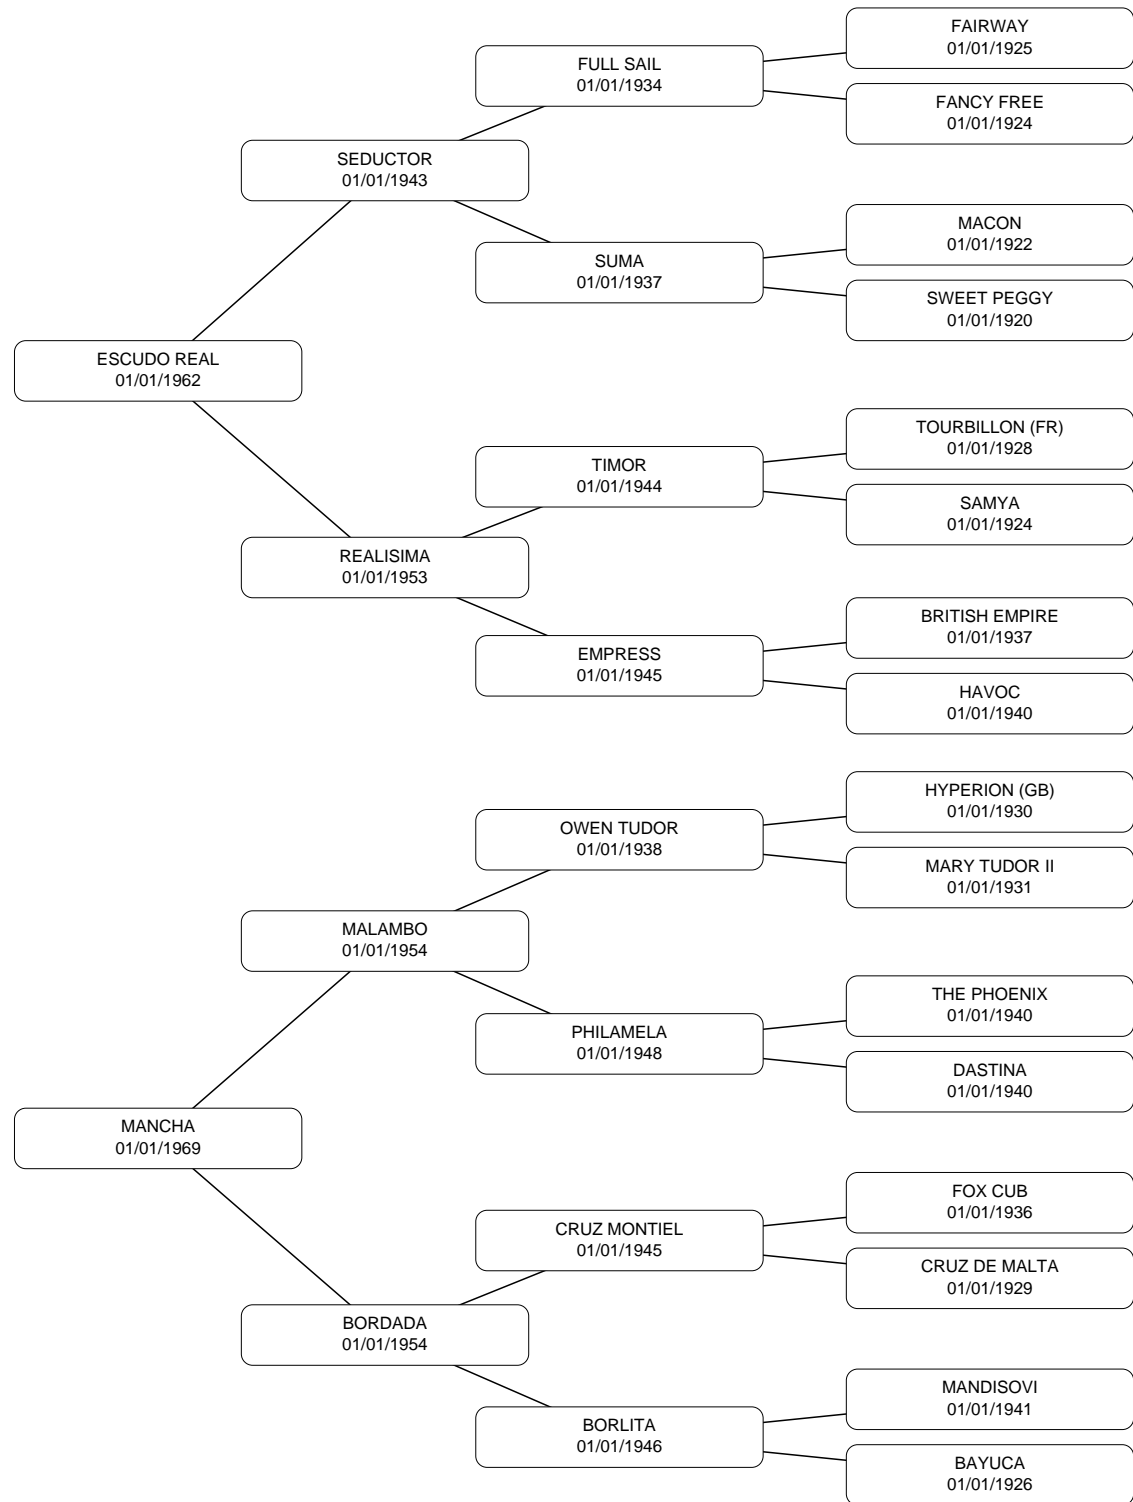 FAIRWAY
01/01/1925
FULL SAIL
01/01/1934
FANCY FREE
01/01/1924
SEDUCTOR
01/01/1943
MACON
01/01/1922
SUMA
01/01/1937
SWEET PEGGY
01/01/1920
ESCUDO REAL
01/01/1962
TOURBILLON (FR)
01/01/1928
TIMOR
01/01/1944
SAMYA
01/01/1924
REALISIMA
01/01/1953
BRITISH EMPIRE
01/01/1937
EMPRESS
01/01/1945
HAVOC
01/01/1940
HYPERION (GB)
01/01/1930
OWEN TUDOR
01/01/1938
MARY TUDOR II
01/01/1931
MALAMBO
01/01/1954
THE PHOENIX
01/01/1940
PHILAMELA
01/01/1948
DASTINA
01/01/1940
MANCHA
01/01/1969
FOX CUB
01/01/1936
CRUZ MONTIEL
01/01/1945
CRUZ DE MALTA
01/01/1929
BORDADA
01/01/1954
MANDISOVI
01/01/1941
BORLITA
01/01/1946
BAYUCA
01/01/1926